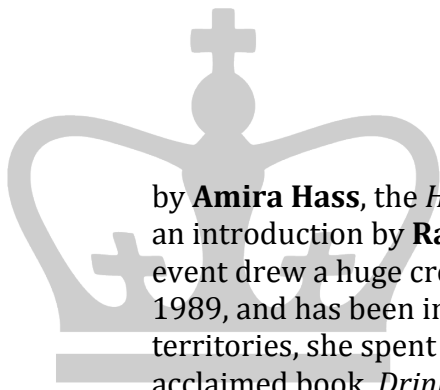 by Amira Hass, the
an introduction by
event drew a huge
1989, and has been
territories, she spent
acclaimed book,